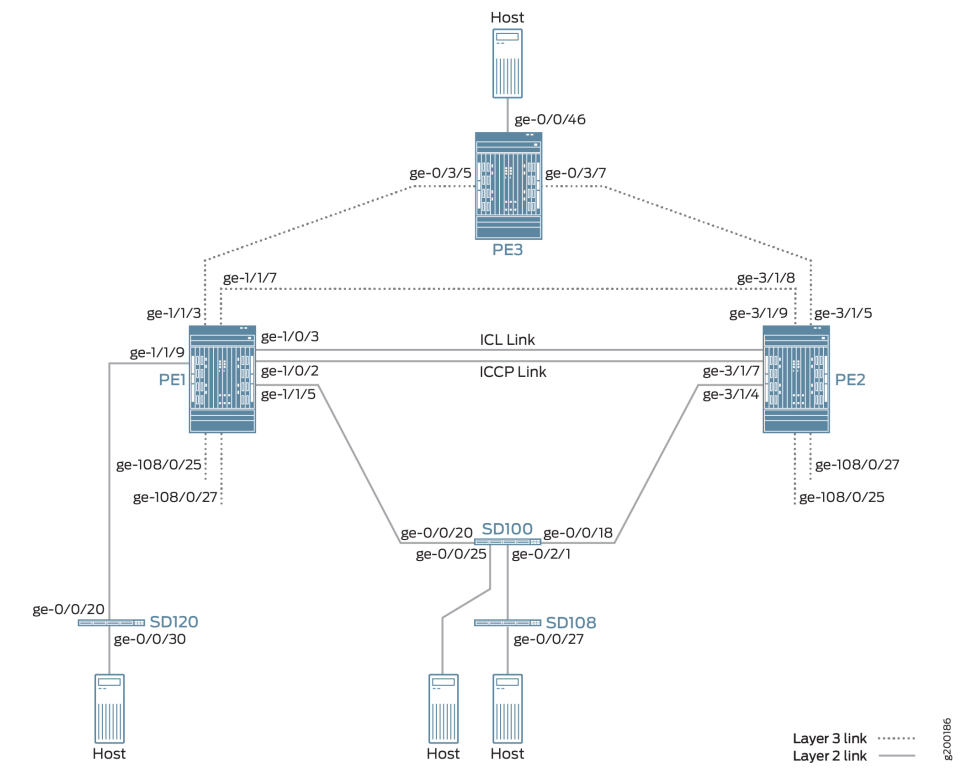 Host
ge-0/0/46
ge-0/3/5
ge-0/3/7
PE3
ge-1/1/7
ge-3/1/8
ge-1/1/3
ge-3/1/9
ge-3/1/5
ge-1/0/3
ICL Link
ge-1/1/9
PE1
ge-1/0/2
ICCP Link
ge-3/1/7
PE2
ge-1/1/5
ge-3/1/4
ge-108/0/25
ge-108/0/27
ge-108/0/27
ge-108/0/25
SD100
ge-0/0/20
ge-0/0/18
ge-0/0/25
ge-0/2/1
ge-0/0/20
SD120
SD108
ge-0/0/30
ge-0/0/27
Host
Host
Host
Layer 3 link
Layer 2 link
g200186